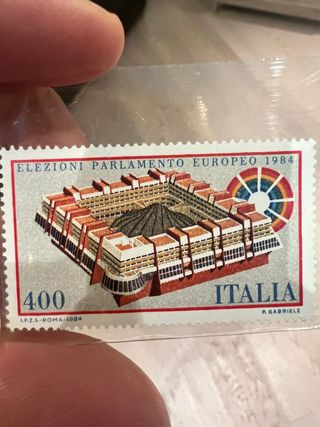 ELEZIONI PARLAMENTO EUROPEO 1984
400 ITALIA
I.P.Z.S.-ROMA-1984 P. GABRIELE